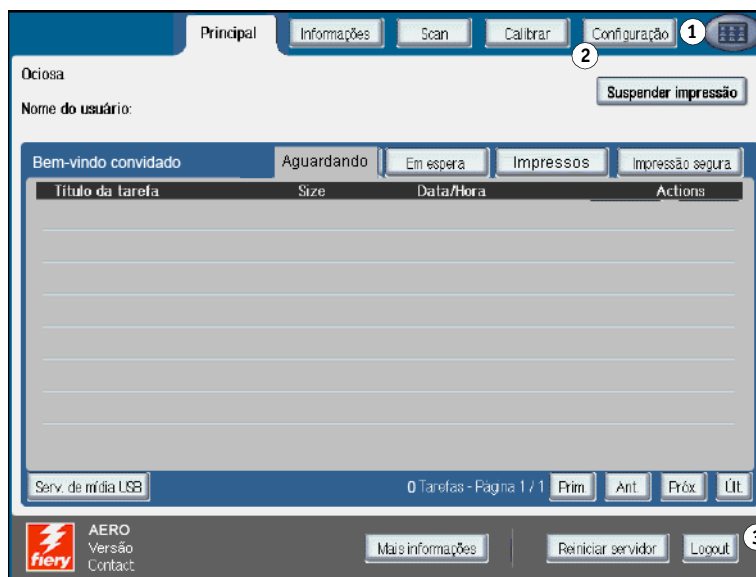 Principal Informações Scan Calibrar Configuração 1
2
Ociosa
Suspender impressão
Nome do usuário:
Bem-vindo convidado Aguardando Em espera Impressos Impressão segura
Título da tarefa Size Data/Hora Actions
Serv. de mídia USB 0 Tarefas - Página 1 / 1 Prim Ant Próx Últ
3
fiery AERO
Versão Mais informações Reiniciar servidor Logout
Contact